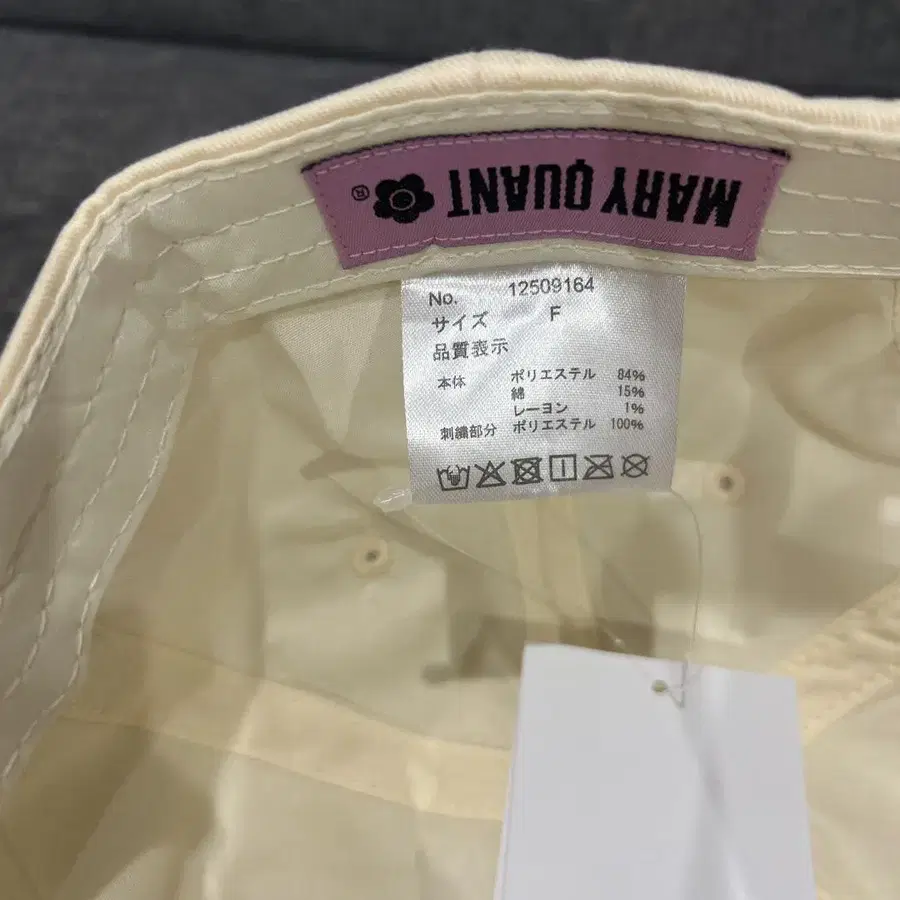 MARY QUANT ®
No. 12509164
サイズ F
品質表示
本体 ポリエステル 84%
綿 15%
レーヨン 1%
刺繍部分 ポリエステル 100%